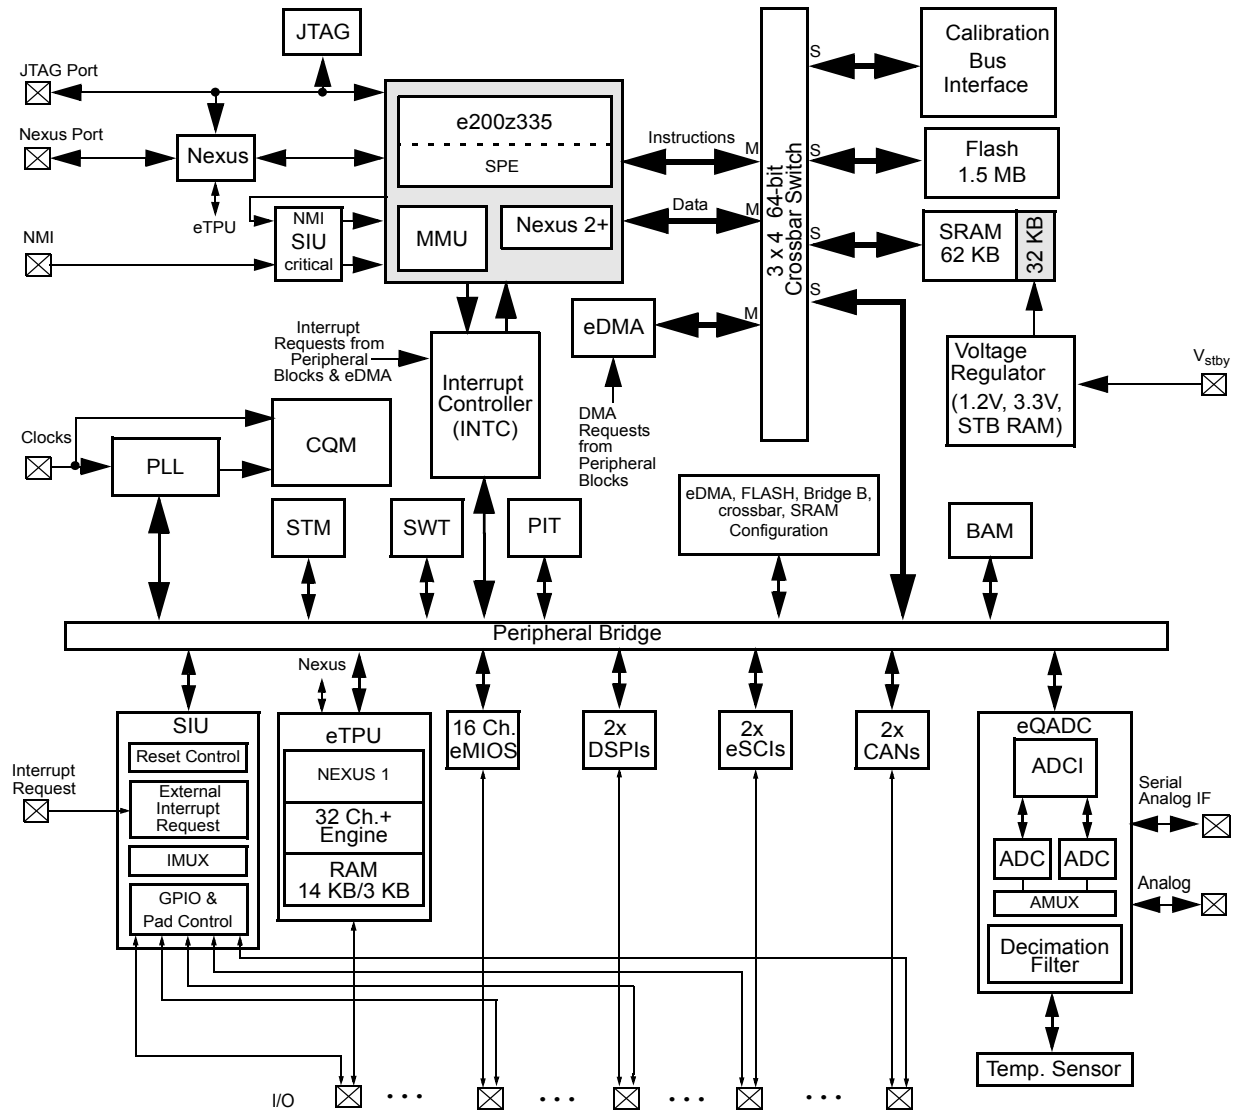 JTAG
JTAG Port
Nexus Port
Nexus
eTPU
NMI
NMI
SIU
critical
e200z335
SPE
MMU
Nexus 2+
Instructions
M
Data
M
3 x 4 64-bit
Crossbar Switch
S
S
S
S
M
Calibration
Bus
Interface
Flash
1.5 MB
SRAM
62 KB
32 KB
eDMA
Interrupt
Requests from
Peripheral
Blocks & eDMA
Interrupt
Controller
(INTC)
DMA
Requests
from
Peripheral
Blocks
Voltage
Regulator
(1.2V, 3.3V,
STB RAM)
Vstby
Clocks
PLL
CQM
STM
SWT
PIT
eDMA, FLASH, Bridge B,
crossbar, SRAM
Configuration
BAM
Peripheral Bridge
Nexus
SIU
Reset Control
External
Interrupt
Request
IMUX
GPIO &
Pad Control
Interrupt
Request
eTPU
NEXUS 1
32 Ch.+
Engine
RAM
14 KB/3 KB
16 Ch.
eMIOS
2x
DSPIs
2x
eSCIs
2x
CANs
eQADC
ADCI
ADC
ADC
AMUX
Decimation
Filter
Serial
Analog IF
Analog
Temp. Sensor
I/O